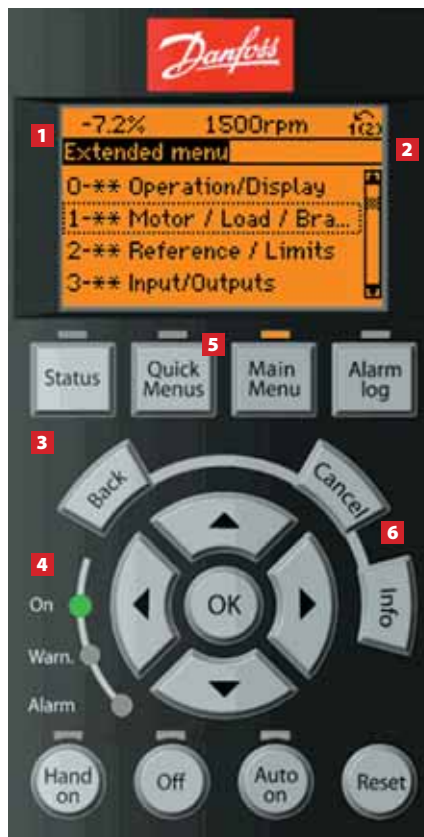 Danfoss
1
-7.2% 1500rpm 1(2)
2
Extended menu
0-** Operation/Display
1-** Motor / Load / Bra...
2-** Reference / Limits
3-** Input/Outputs
5
Status
Quick
Menus
Main
Menu
Alarm
log
3
Back
Cancel
6
4
On
OK
Info
Warn.
Alarm
Hand
on
Off
Auto
on
Reset